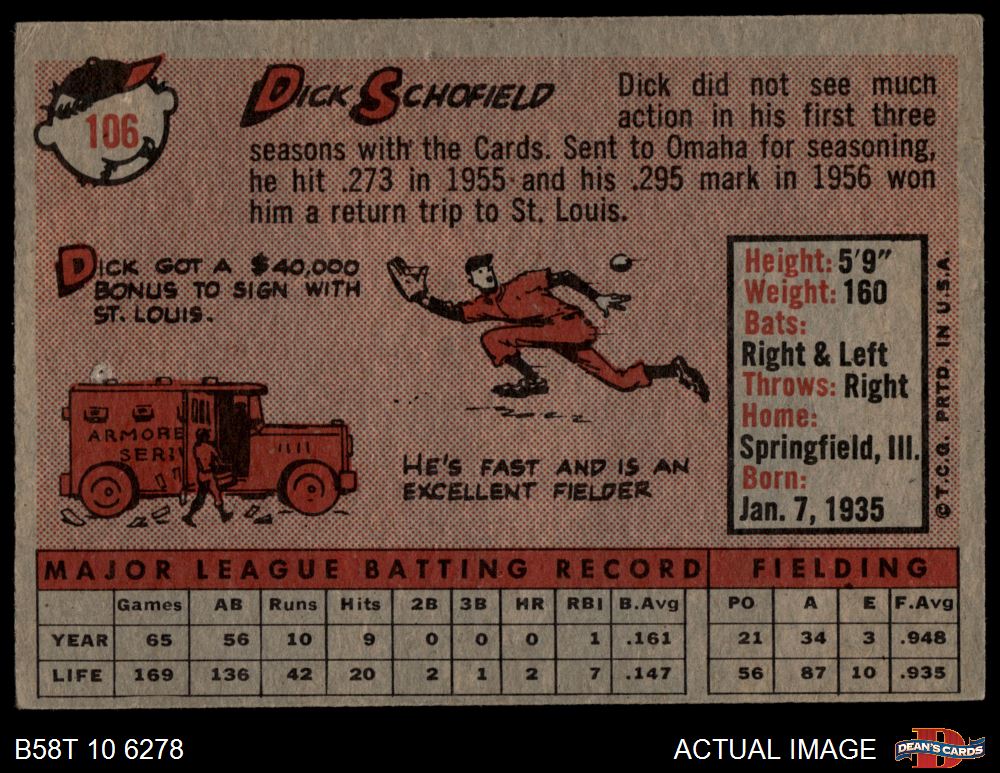 106
DICK SCHOFIELD
Dick did not see much
action in his first three
seasons with the Cards. Sent to Omaha for seasoning,
he hit .273 in 1955 and his .295 mark in 1956 won
him a return trip to St. Louis.
DICK GOT A $40,000
BONUS TO SIGN WITH
ST. LOUIS.
ARMORE
SERV
HE'S FAST AND IS AN
EXCELLENT FIELDER
Height: 5'9"
Weight: 160
Bats:
Right & Left
Throws: Right
Home:
Springfield, Ill.
Born:
Jan. 7, 1935
© T.C.G. PRTD. IN U.S.A.
MAJOR LEAGUE BATTING RECORD FIELDING
Games AB Runs Hits 2B 3B HR RBI B.Avg PO A E F.Avg
YEAR 65 56 10 9 0 0 0 1 .161 21 34 3 .948
LIFE 169 136 42 20 2 1 2 7 .147 56 87 10 .935
B58T 10 6278
ACTUAL IMAGE
DEAN'S CARDS